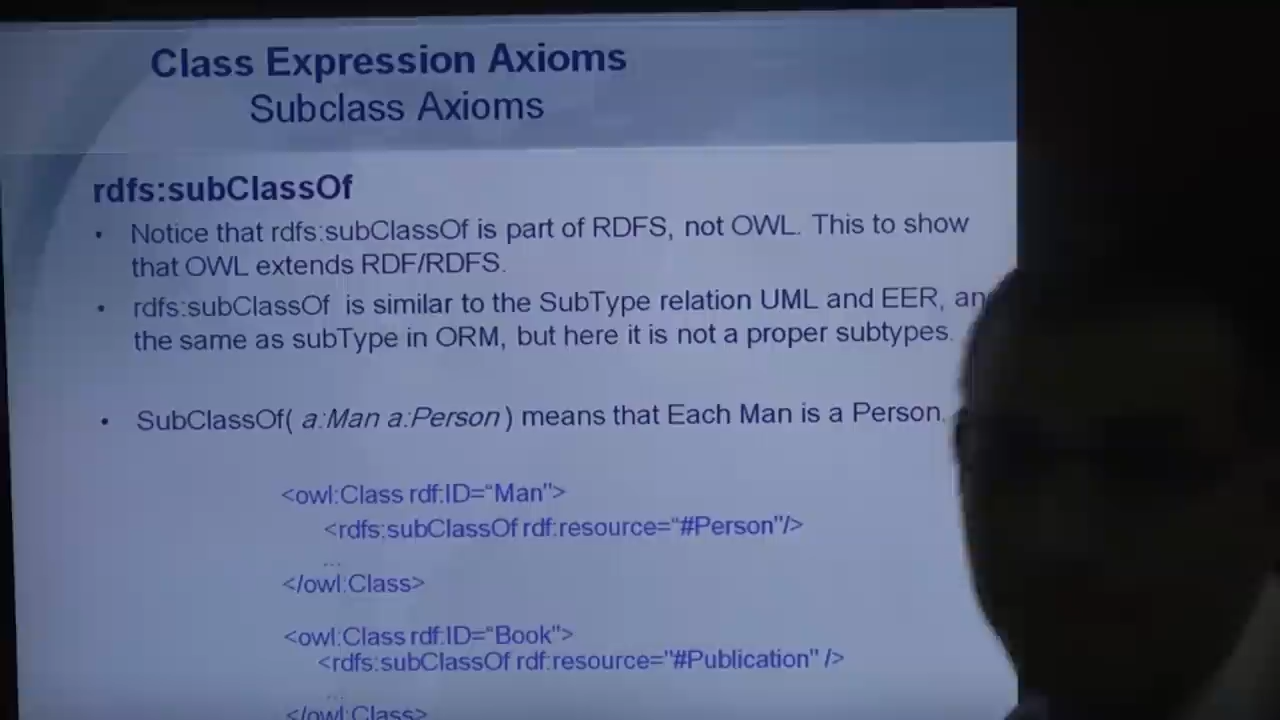 Class Expression Axioms
Subclass Axioms
rdfs:subClassOf
• Notice that rdfs:subClassOf is part of RDFS, not OWL. This to show
that OWL extends RDF/RDFS.
• rdfs:subClassOf is similar to the SubType relation UML and EER, an
the same as subType in ORM, but here it is not a proper subtypes.
• SubClassOf( a:Man a:Person ) means that Each Man is a Person.
<owl:Class rdf:ID=“Man">
<rdfs:subClassOf rdf:resource=“#Person"/>
...
</owl:Class>
<owl:Class rdf:ID=“Book">
<rdfs:subClassOf rdf:resource="#Publication" />
...
</owl:Class>